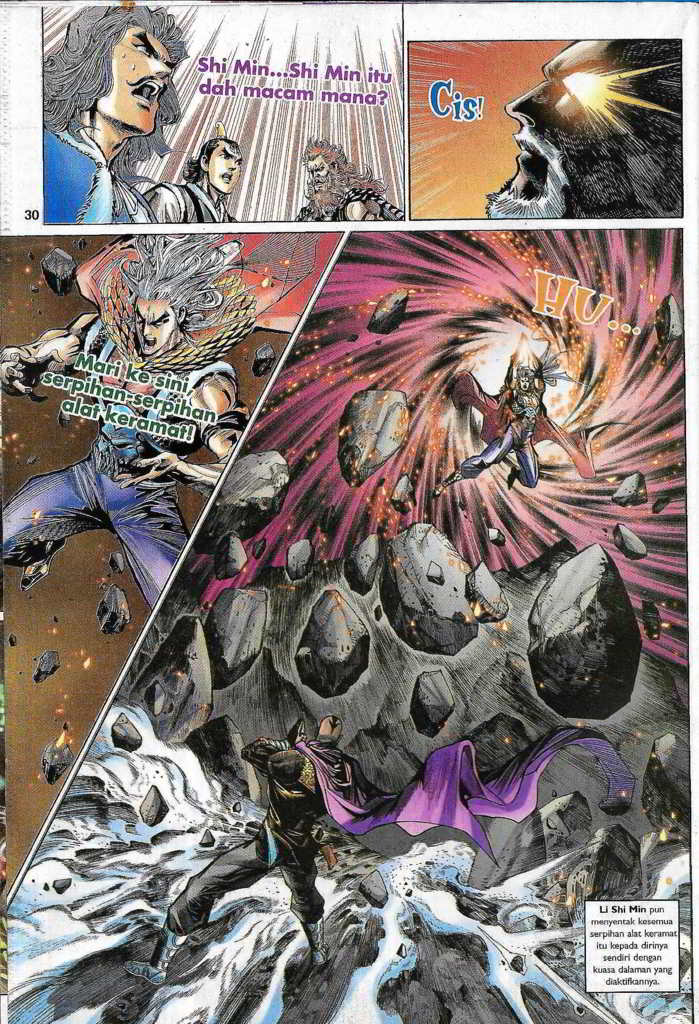 Shi Min...Shi Min itu
dah macam mana?
Cis!
30
Mari ke sini,
serpihan-serpihan
alat keramat!
HU...
Li Shi Min pun
menyentak kesemua
serpihan alat keramat
itu kepada dirinya
sendiri dengan
kuasa dalaman yang
diaktifkannya.